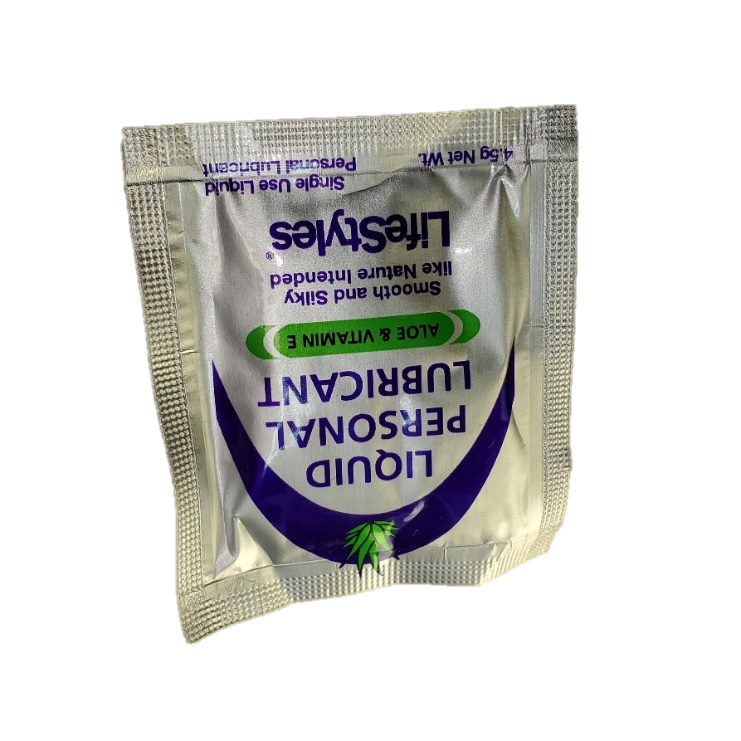 LIQUID
PERSONAL
LUBRICANT
ALOE & VITAMIN E
Smooth and Silky
like Nature Intended
LifeStyles®
4.5g Net Wt.
Single Use Liquid
Personal Lubricant